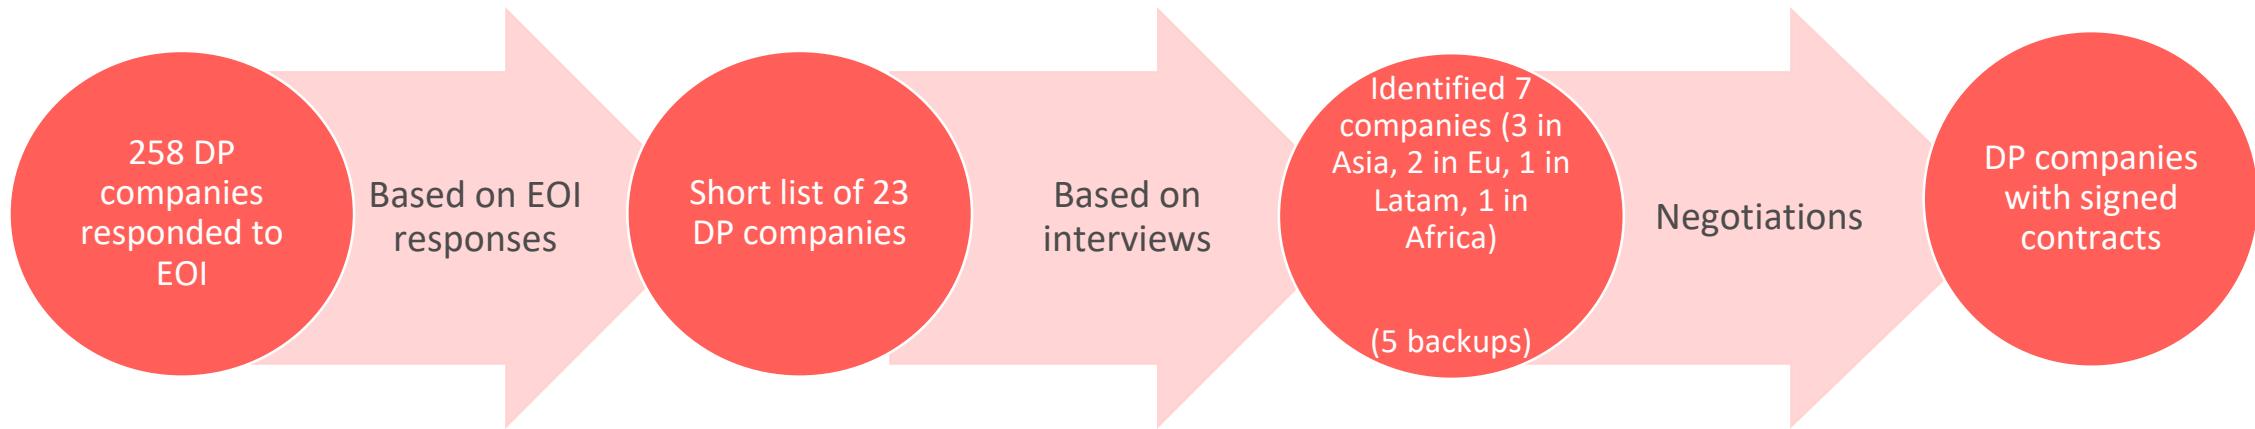 258 DP
companies
responded to
EOI
Based on EOI
responses
Short list of 23
DP companies
Based on
interviews
Identified 7
companies (3 in
Asia, 2 in Eu, 1 in
Latam, 1 in
Africa)
(5 backups)
Negotiations
DP companies
with signed
contracts